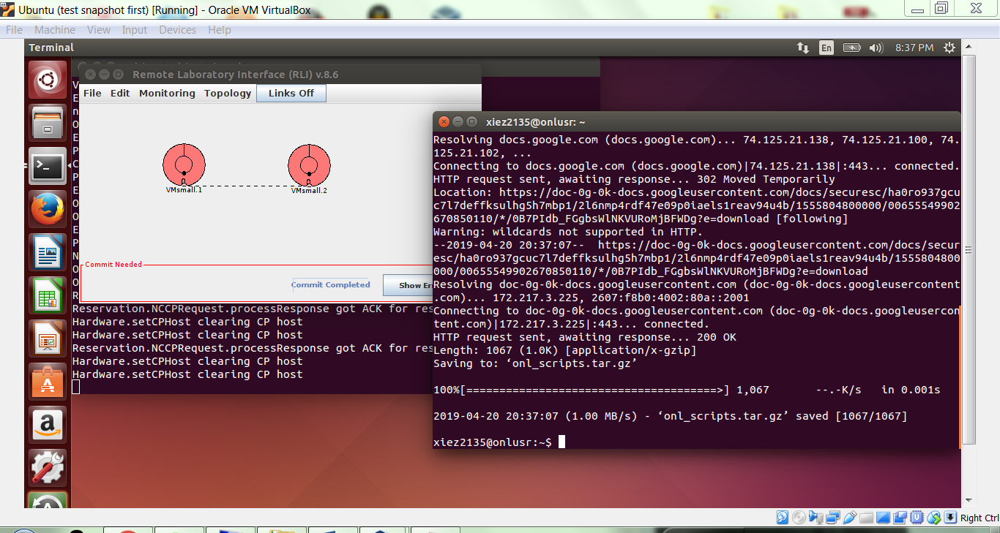 Ubuntu (test snapshot first) [Running] - Oracle VM VirtualBox
File Machine View Input Devices Help
Terminal
En
8:37 PM
Remote Laboratory Interface (RLI) v.8.6
File Edit Monitoring Topology Links Off
VMsmall.1
VMsmall.2
Commit Needed
Commit Completed
Show Er
V
E
n
O
E
P
C
P
E
O
O
E
P
N
O
O
R
Reservation.NCCPRequest.processResponse got ACK for res
Hardware.setCPHost clearing CP host
Hardware.setCPHost clearing CP host
Reservation.NCCPRequest.processResponse got ACK for res
Hardware.setCPHost clearing CP host
Hardware.setCPHost clearing CP host
xiez2135@onlusr: ~
Resolving docs.google.com (docs.google.com)... 74.125.21.138, 74.125.21.100, 74.
125.21.102, ...
Connecting to docs.google.com (docs.google.com)|74.125.21.138|:443... connected.
HTTP request sent, awaiting response... 302 Moved Temporarily
Location: https://doc-0g-0k-docs.googleusercontent.com/docs/securesc/ha0ro937gcu
c7l7deffksulhg5h7mbp1/2l6nmp4rdf47e09p0iaels1reav94u4b/1555804800000/00655549902
670850110/*/0B7PIdb_FGgbsWlNKVURoMjBFWDg?e=download [following]
Warning: wildcards not supported in HTTP.
--2019-04-20 20:37:07--  https://doc-0g-0k-docs.googleusercontent.com/docs/secur
esc/ha0ro937gcuc7l7deffksulhg5h7mbp1/2l6nmp4rdf47e09p0iaels1reav94u4b/1555804800
000/00655549902670850110/*/0B7PIdb_FGgbsWlNKVURoMjBFWDg?e=download
Resolving doc-0g-0k-docs.googleusercontent.com (doc-0g-0k-docs.googleusercontent
.com)... 172.217.3.225, 2607:f8b0:4002:80a::2001
Connecting to doc-0g-0k-docs.googleusercontent.com (doc-0g-0k-docs.googleusercon
tent.com)|172.217.3.225|:443... connected.
HTTP request sent, awaiting response... 200 OK
Length: 1067 (1.0K) [application/x-gzip]
Saving to: ‘onl_scripts.tar.gz’
100%[======================================>] 1,067       --.-K/s   in 0.001s
2019-04-20 20:37:07 (1.00 MB/s) - ‘onl_scripts.tar.gz’ saved [1067/1067]
xiez2135@onlusr:~$
Right Ctrl